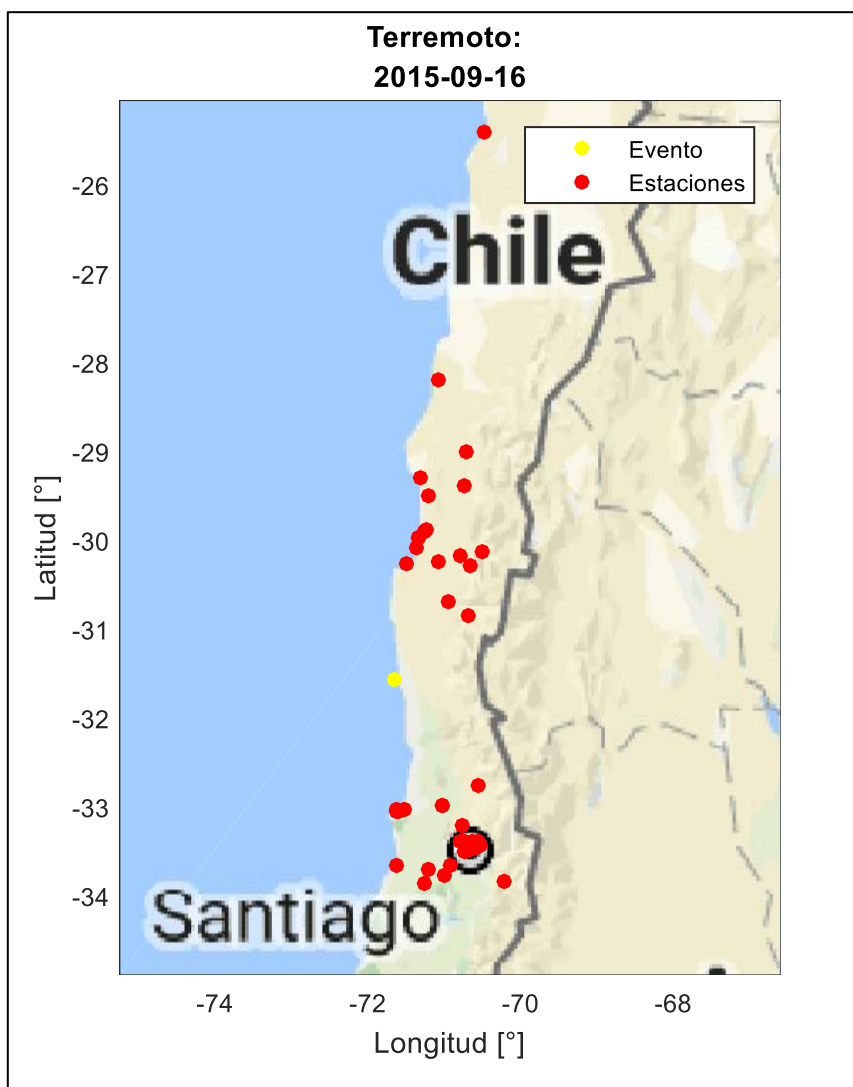 Terremoto:
2015-09-16
Evento
Estaciones
Chile
Santiago
Latitud [°]
-26
-27
-28
-29
-30
-31
-32
-33
-34
-74
-72
-70
-68
Longitud [°]